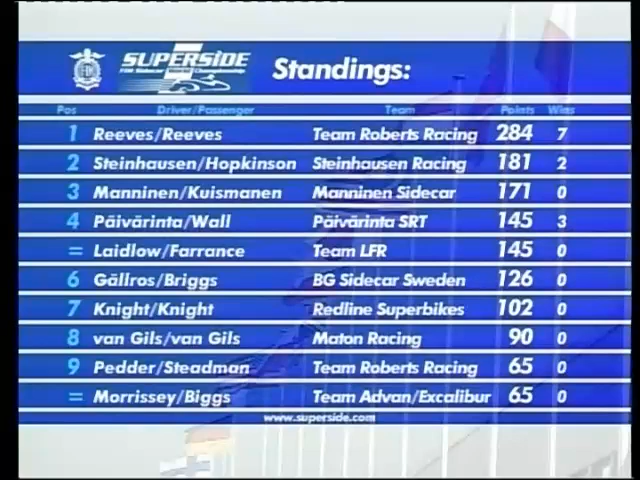 SUPERSIDE
FIM Sidecar World Championship
Standings:
Pos Driver/Passenger Team Points Wins
1 Reeves/Reeves Team Roberts Racing 284 7
2 Steinhausen/Hopkinson Steinhausen Racing 181 2
3 Manninen/Kuismanen Manninen Sidecar 171 0
4 Päivärinta/Wall Päivärinta SRT 145 3
= Laidlow/Farrance Team LFR 145 0
6 Gällros/Briggs BG Sidecar Sweden 126 0
7 Knight/Knight Redline Superbikes 102 0
8 van Gils/van Gils Maton Racing 90 0
9 Pedder/Steadman Team Roberts Racing 65 0
= Morrissey/Biggs Team Advan/Excalibur 65 0
www.superside.com